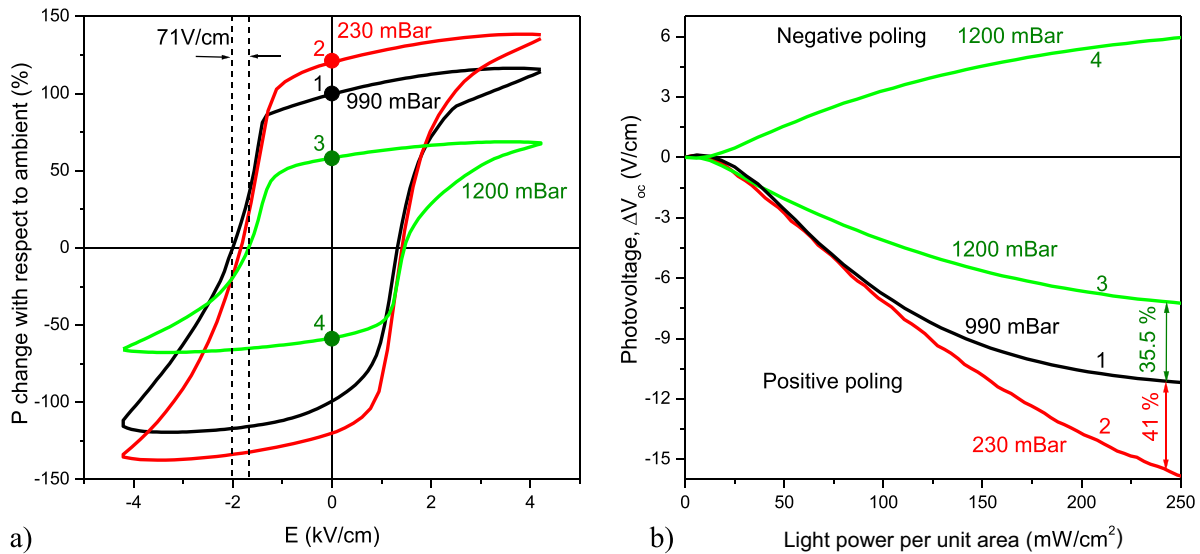 150
100
50
0
-50
-100
-150
P change with respect to ambient (%)
71V/cm
230 mBar
2
1
990 mBar
3
1200 mBar
4
-4
-2
0
2
4
E (kV/cm)
a)
6
3
0
-3
-6
-9
-12
-15
Photovoltage, ΔVoc (V/cm)
Negative poling
1200 mBar
4
1200 mBar
3
990 mBar
1
35.5 %
Positive poling
2
41 %
230 mBar
0
50
100
150
200
250
Light power per unit area (mW/cm²)
b)